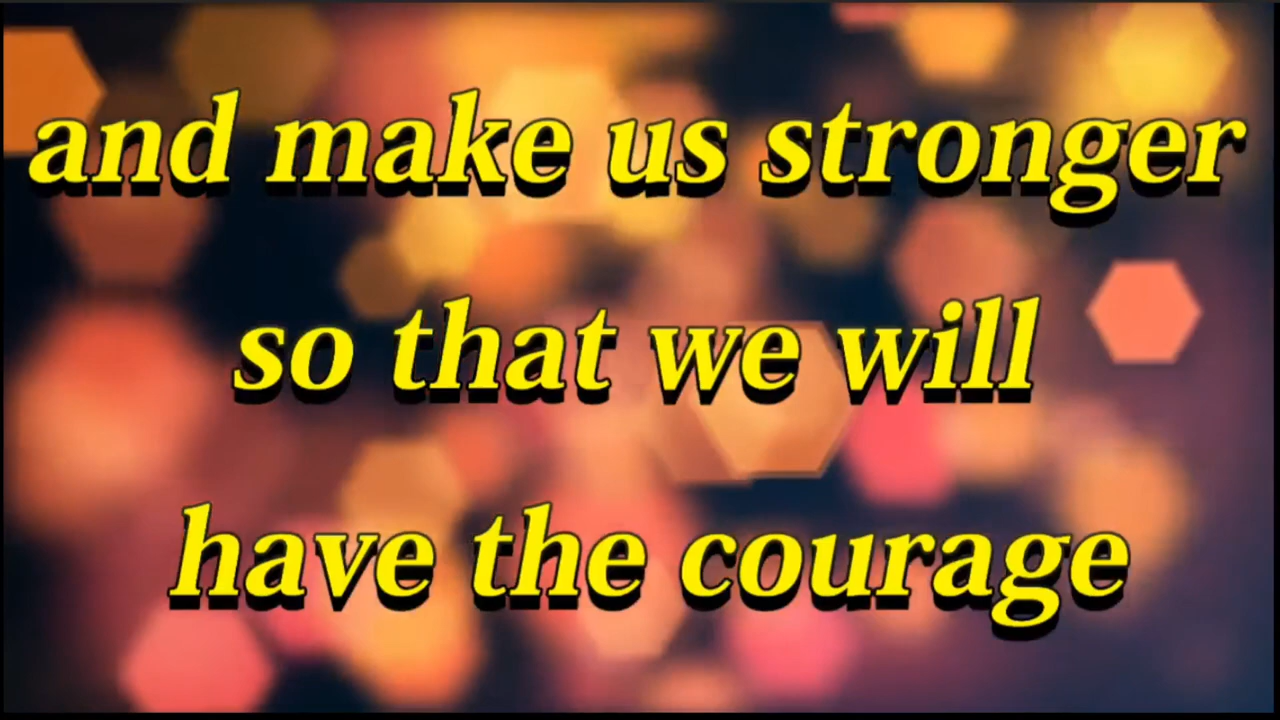 and make us stronger
so that we will
have the courage